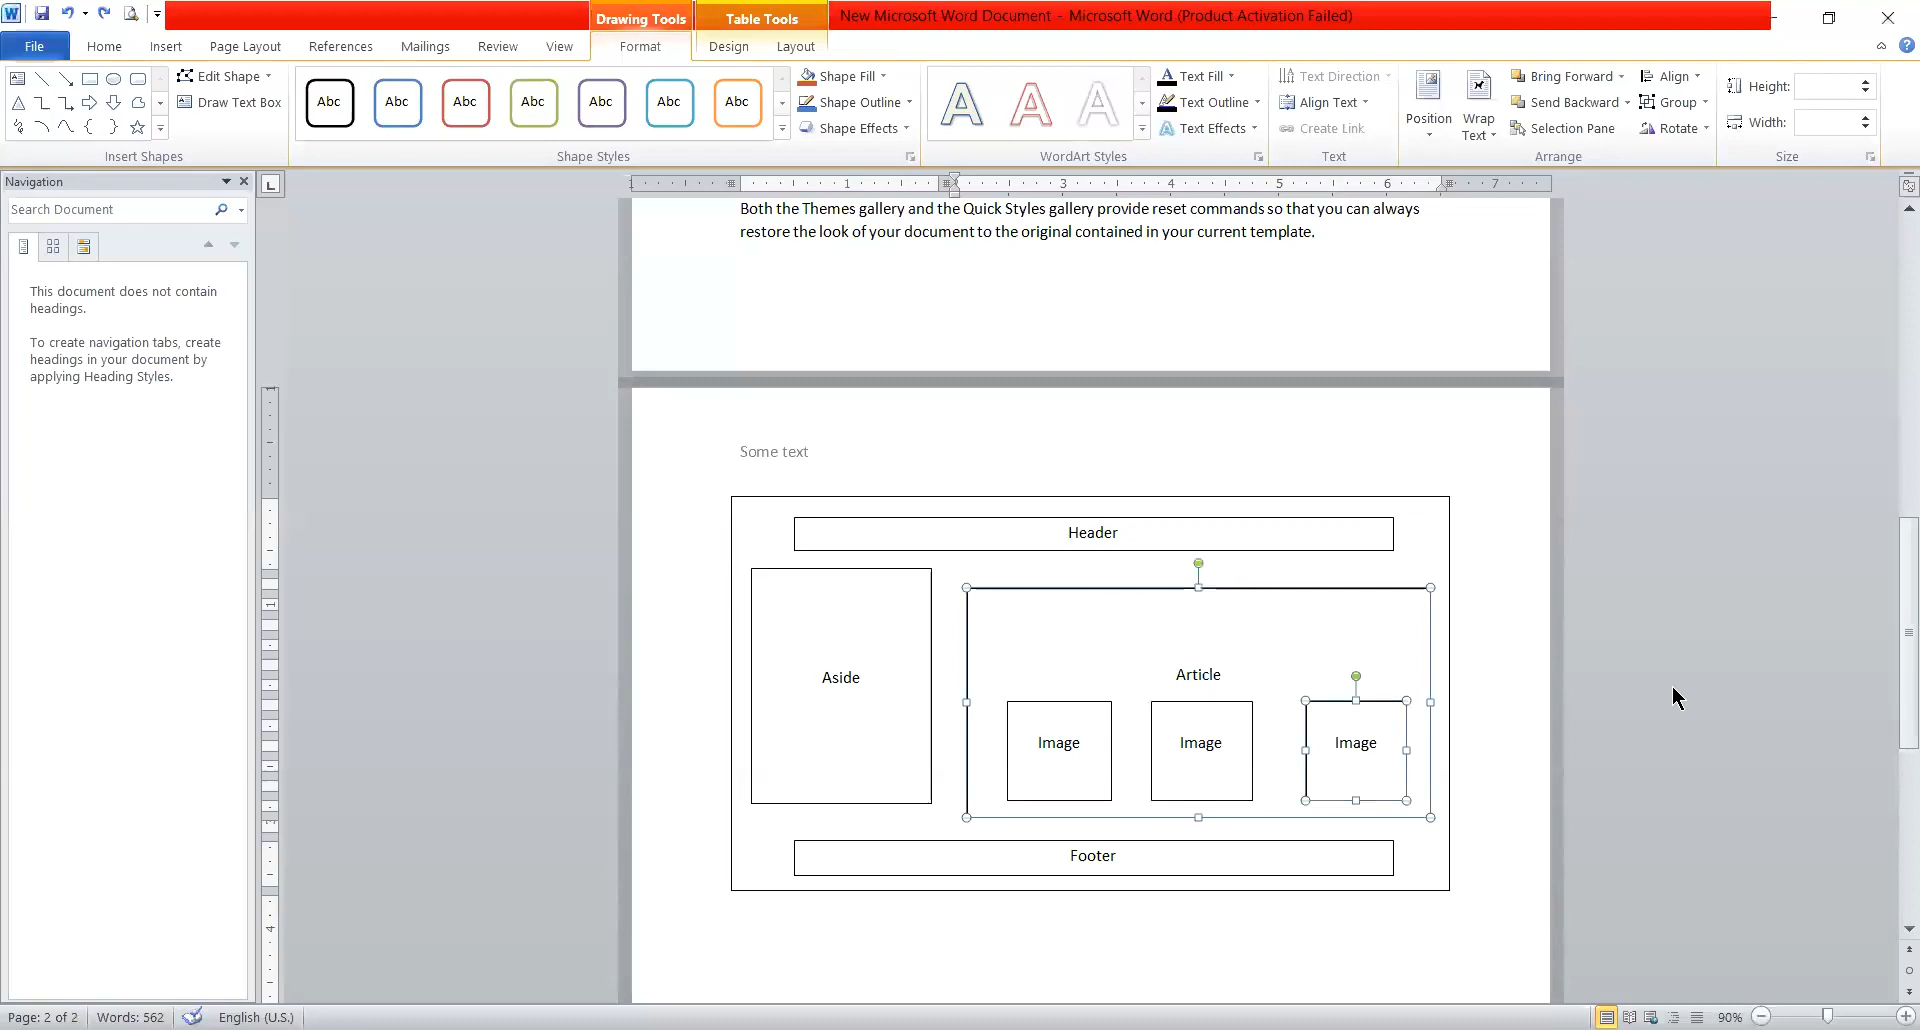 Drawing Tools
Table Tools
New Microsoft Word Document - Microsoft Word (Product Activation Failed)
File
Home
Insert
Page Layout
References
Mailings
Review
View
Format
Design
Layout
Edit Shape
Draw Text Box
Insert Shapes
Abc
Abc
Abc
Abc
Abc
Abc
Abc
Shape Fill
Shape Outline
Shape Effects
Shape Styles
A
A
A
WordArt Styles
Text Fill
Text Outline
Text Effects
Text Direction
Align Text
Create Link
Text
Position
Wrap
Text
Bring Forward
Send Backward
Selection Pane
Align
Group
Rotate
Arrange
Height:
Width:
Size
Navigation
Search Document
This document does not contain
headings.
To create navigation tabs, create
headings in your document by
applying Heading Styles.
1
3
4
5
6
7
Both the Themes gallery and the Quick Styles gallery provide reset commands so that you can always
restore the look of your document to the original contained in your current template.
Some text
Header
Aside
Article
Image
Image
Image
Footer
Page: 2 of 2
Words: 562
English (U.S.)
90%